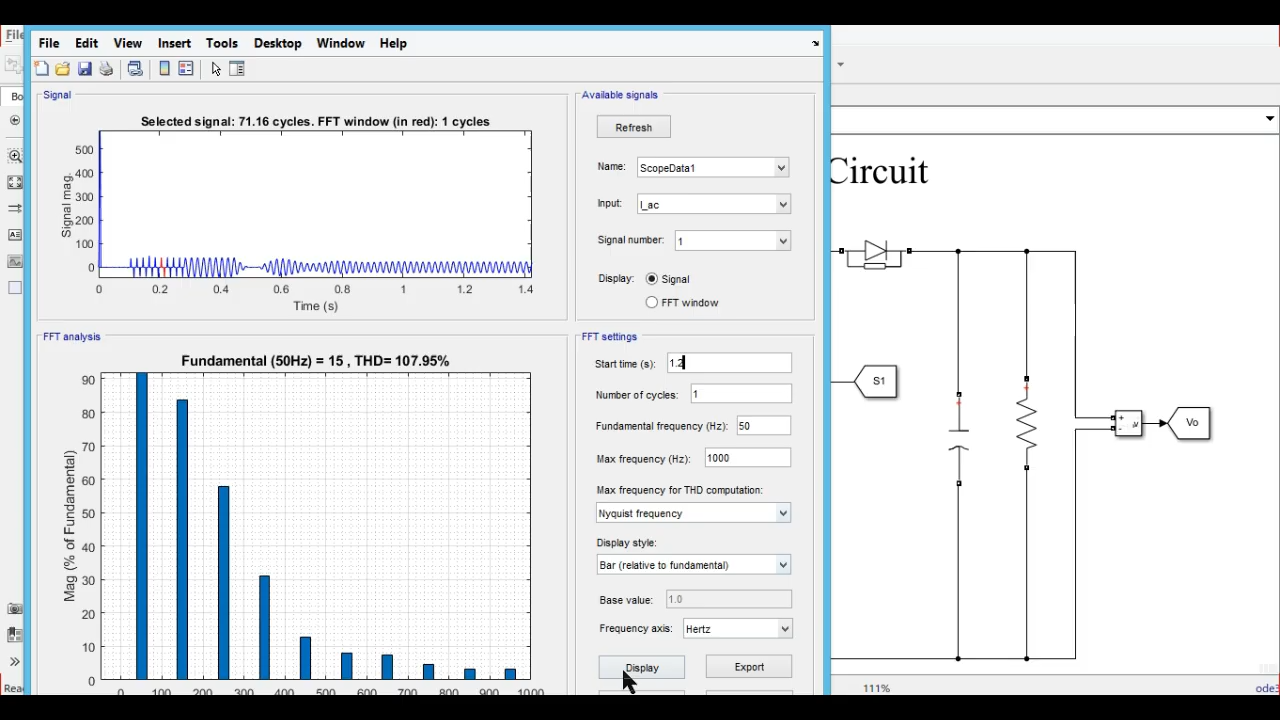 File
File Edit View Insert Tools Desktop Window Help
Signal
Selected signal: 71.16 cycles. FFT window (in red): 1 cycles
Signal mag.
500
400
300
200
100
0
0 0.2 0.4 0.6 0.8 1 1.2 1.4
Time (s)
FFT analysis
Fundamental (50Hz) = 15 , THD= 107.95%
Mag (% of Fundamental)
90
80
70
60
50
40
30
20
10
0
0 100 200 300 400 500 600 700 800 900 1000
Available signals
Refresh
Name: ScopeData1
Input: I_ac
Signal number: 1
Display: Signal
FFT window
FFT settings
Start time (s): 1.2
Number of cycles: 1
Fundamental frequency (Hz): 50
Max frequency (Hz): 1000
Max frequency for THD computation:
Nyquist frequency
Display style:
Bar (relative to fundamental)
Base value: 1.0
Frequency axis: Hertz
Display Export
Circuit
S1
+
+
+
-
v
Vo
111%